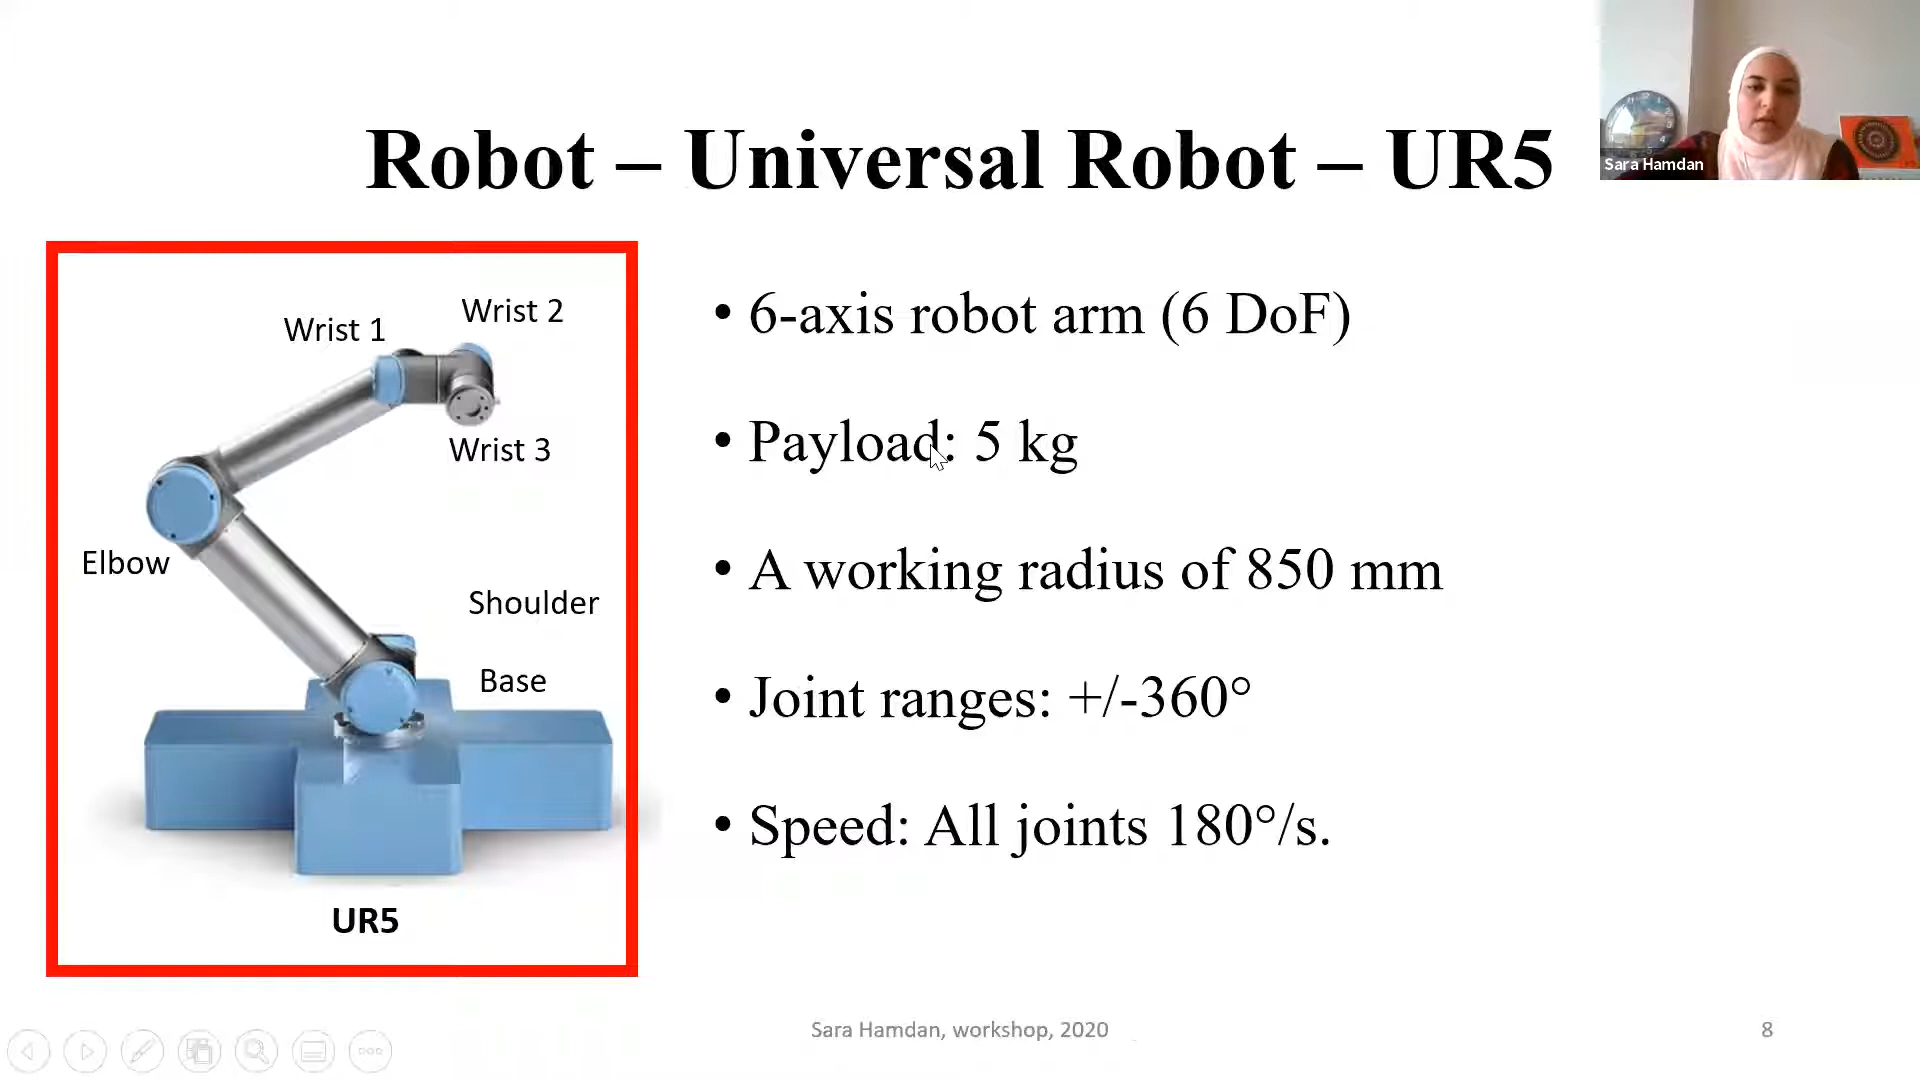 Robot – Universal Robot – UR5
Sara Hamdan
Wrist 1
Wrist 2
Wrist 3
Elbow
Shoulder
Base
UR5
• 6-axis robot arm (6 DoF)
• Payload: 5 kg
• A working radius of 850 mm
• Joint ranges: +/-360°
• Speed: All joints 180°/s.
Sara Hamdan, workshop, 2020
8